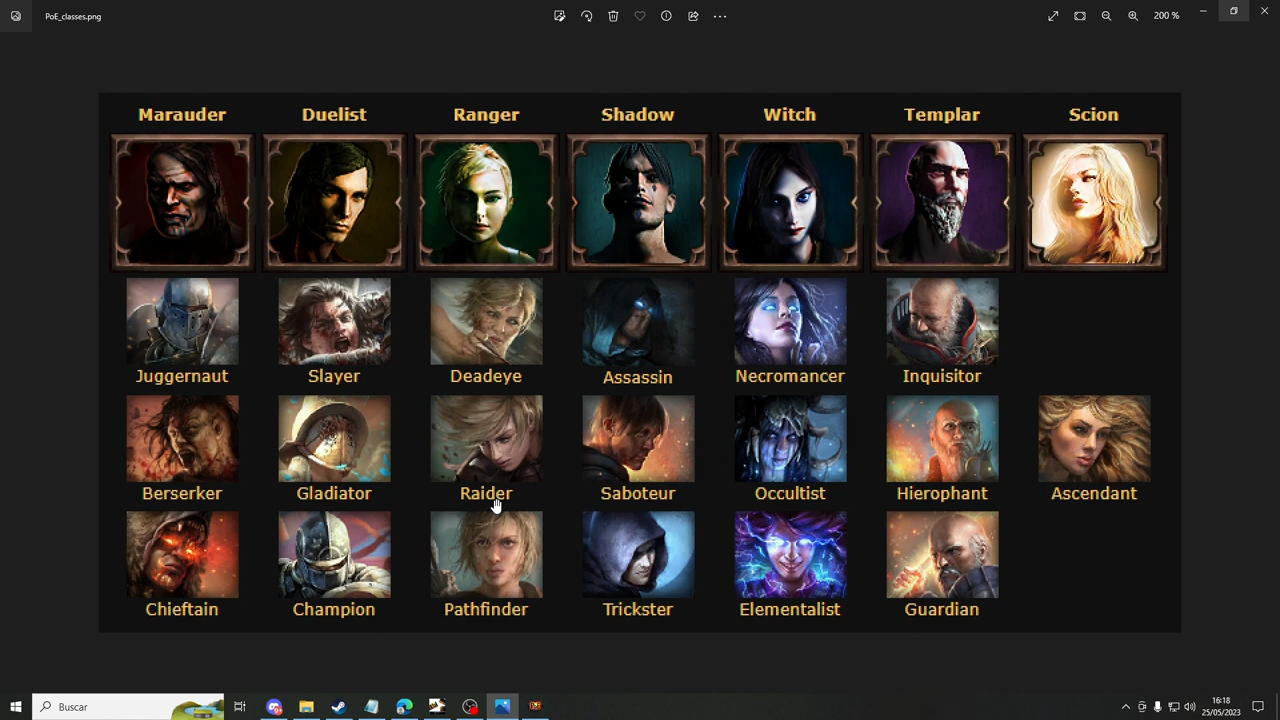 PoE_classes.png
200 %
Marauder Duelist Ranger Shadow Witch Templar Scion
Juggernaut Slayer Deadeye Assassin Necromancer Inquisitor
Berserker Gladiator Raider Saboteur Occultist Hierophant Ascendant
Chieftain Champion Pathfinder Trickster Elementalist Guardian
Buscar
16:18
25/05/2023